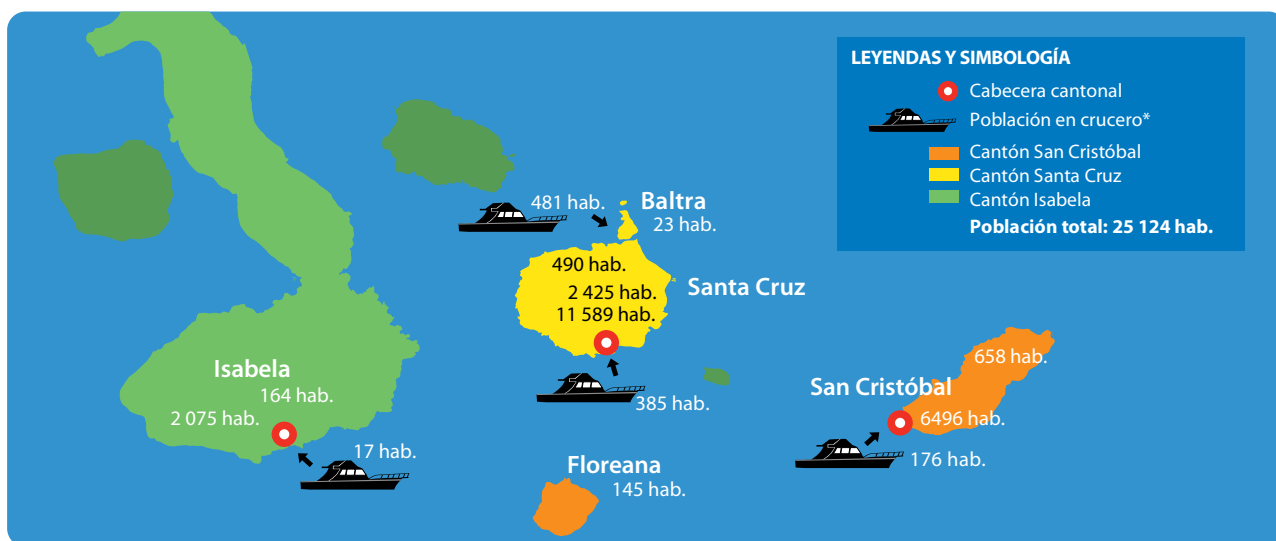 LEYENDAS Y SIMBOLOGÍA
Cabecera cantonal
Población en crucero*
Cantón San Cristóbal
Cantón Santa Cruz
Cantón Isabela
Población total: 25 124 hab.
481 hab.
Baltra
23 hab.
490 hab.
2 425 hab.
11 589 hab.
Santa Cruz
385 hab.
Isabela
164 hab.
2 075 hab.
17 hab.
Floreana
145 hab.
658 hab.
San Cristóbal
6496 hab.
176 hab.